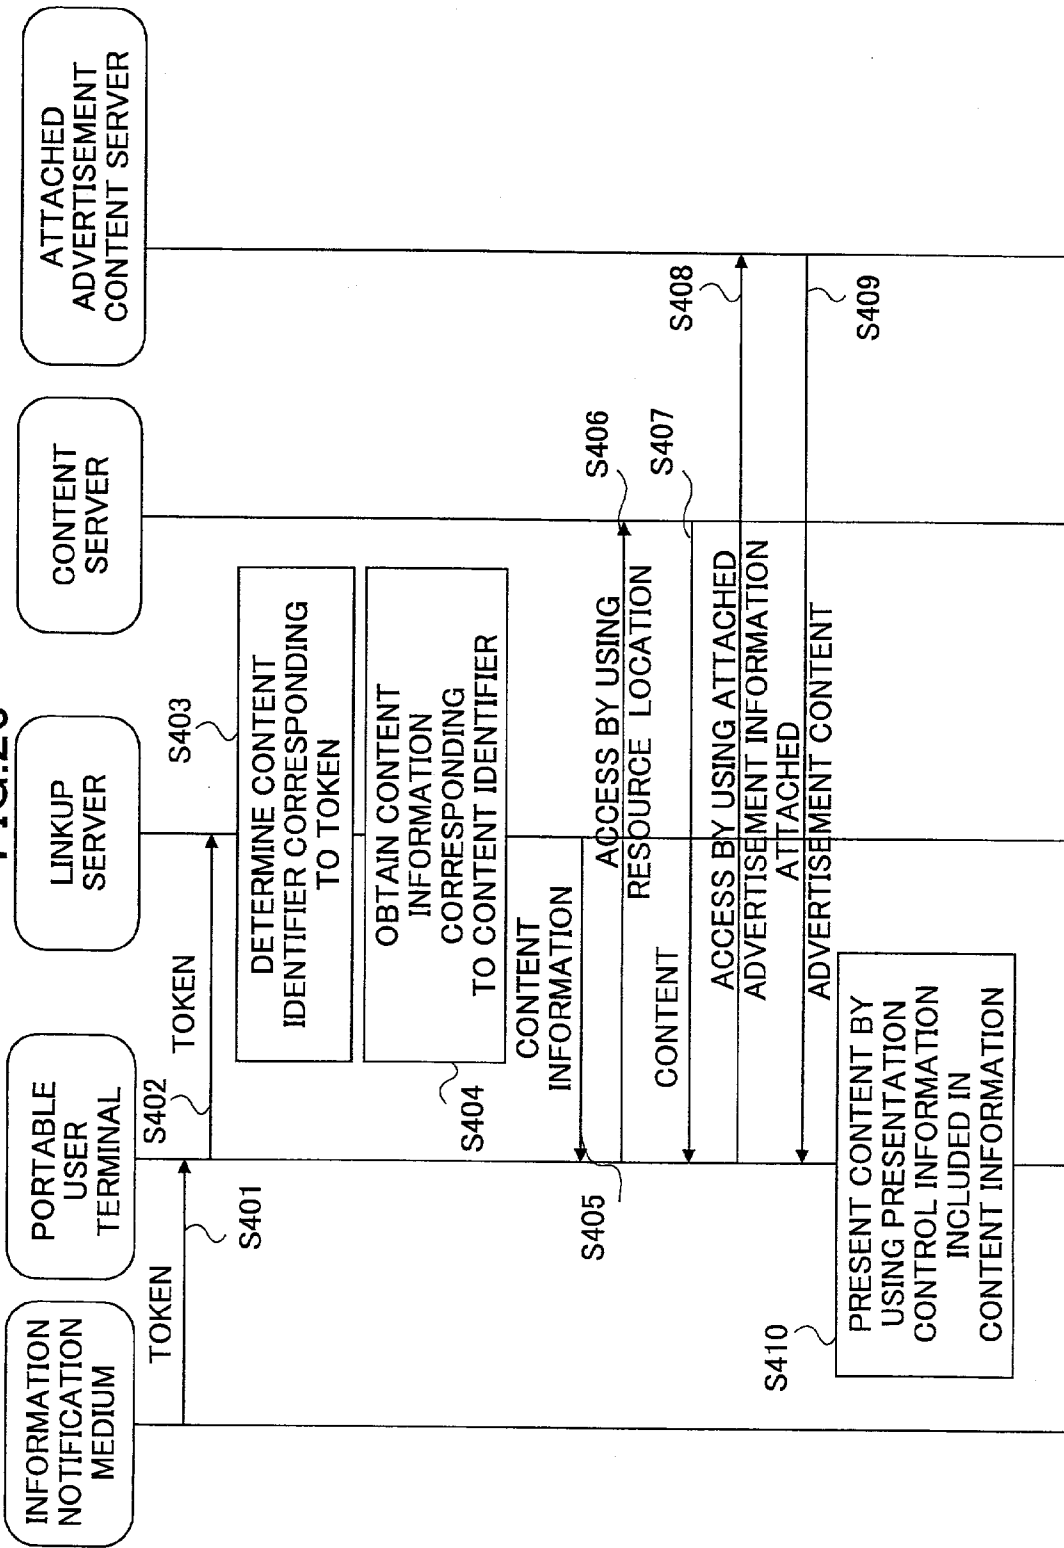 INFORMATION
NOTIFICATION
MEDIUM
PORTABLE
USER
TERMINAL
LINKUP
SERVER
CONTENT
SERVER
ATTACHED
ADVERTISEMENT
CONTENT SERVER
TOKEN
S401
TOKEN
S402
S403
DETERMINE CONTENT
IDENTIFIER CORRESPONDING
TO TOKEN
OBTAIN CONTENT
INFORMATION
CORRESPONDING
TO CONTENT IDENTIFIER
S404
CONTENT
INFORMATION
S405
ACCESS BY USING
RESOURCE LOCATION
S406
CONTENT
S407
ACCESS BY USING ATTACHED
ADVERTISEMENT INFORMATION
S408
ATTACHED
ADVERTISEMENT CONTENT
S409
S410
PRESENT CONTENT BY
USING PRESENTATION
CONTROL INFORMATION
INCLUDED IN
CONTENT INFORMATION